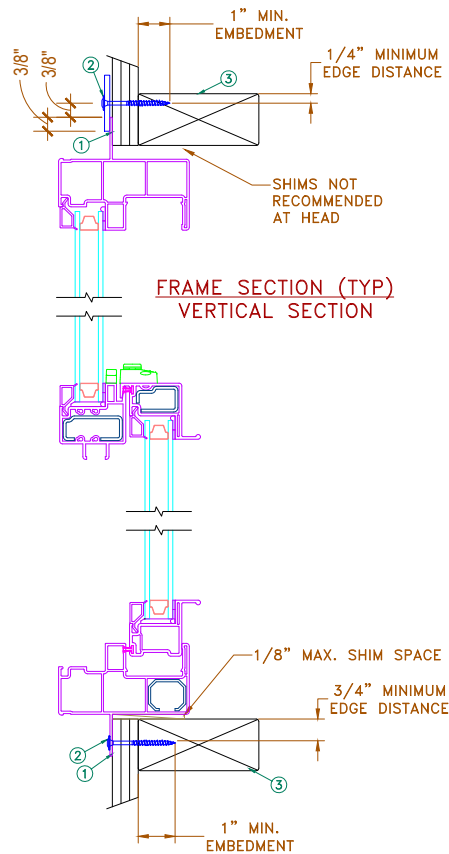 1" MIN.
EMBEDMENT
1/4" MINIMUM
EDGE DISTANCE
3/8"
3/8"
2
3
1
SHIMS NOT
RECOMMENDED
AT HEAD
FRAME SECTION (TYP)
VERTICAL SECTION
1/8" MAX. SHIM SPACE
3/4" MINIMUM
EDGE DISTANCE
2
1
3
1" MIN.
EMBEDMENT